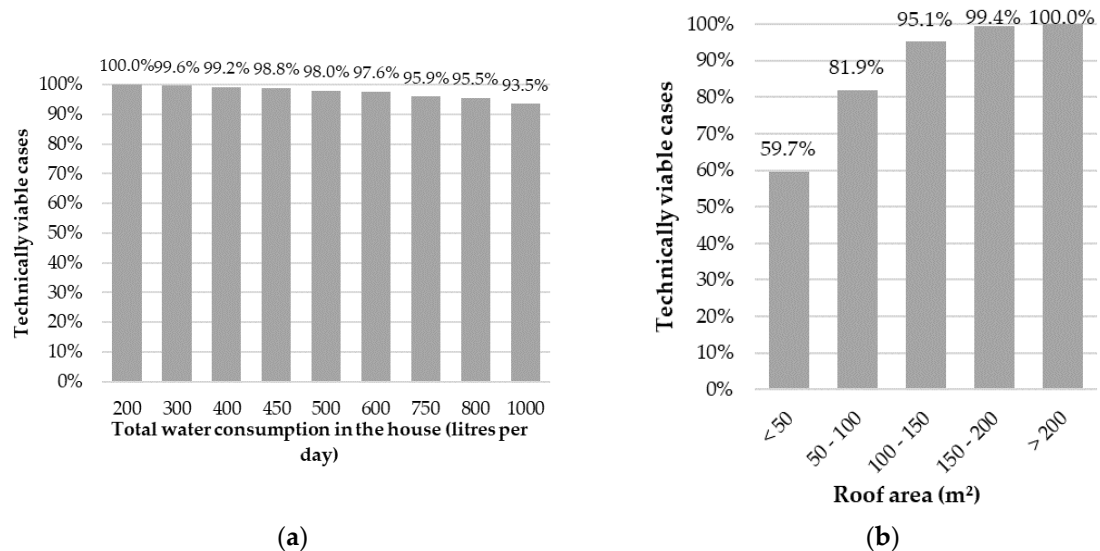 100.0% 99.6% 99.2% 98.8% 98.0% 97.6% 95.9% 95.5% 93.5%
100%
90%
80%
70%
60%
50%
40%
30%
20%
10%
0%
Technically viable cases
200 300 400 450 500 600 750 800 1000
Total water consumption in the house (litres per
day)
(a)
95.1% 99.4% 100.0%
81.9%
59.7%
100%
90%
80%
70%
60%
50%
40%
30%
20%
10%
0%
Technically viable cases
< 50
50 - 100
100 - 150
150 - 200
> 200
Roof area (m²)
(b)